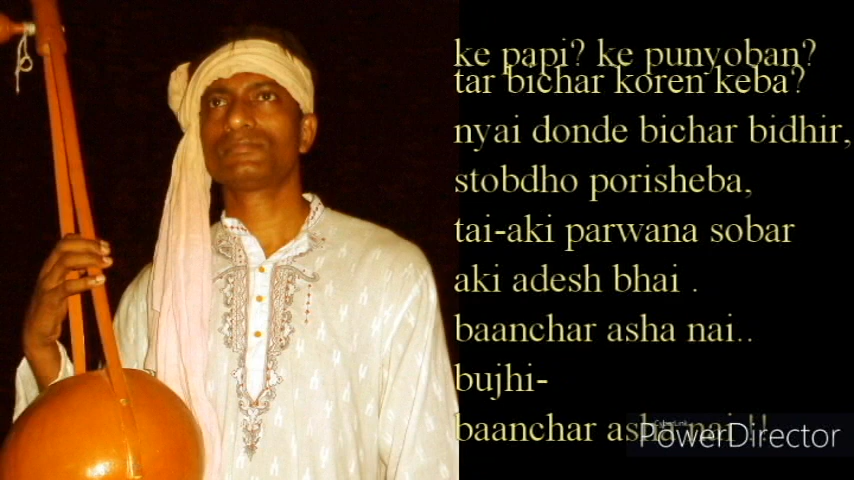 ke papi? ke punyoban?
tar bichar koren keba?
nyai donde bichar bidhir,
stobdho porisheba,
tai-aki parwana sobar
aki adesh bhai .
baanchar asha nai..
bujhi-
baanchar asha nai !!
CyberLink
PowerDirector